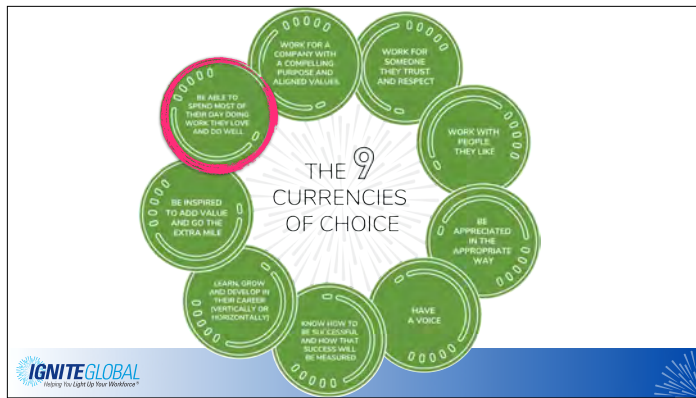 WORK FOR A
COMPANY WITH
A COMPELLING
PURPOSE AND
ALIGNED VALUES
WORK FOR
SOMEONE
THEY TRUST
AND RESPECT
WORK WITH
PEOPLE
THEY LIKE
BE
APPRECIATED
IN THE
APPROPRIATE
WAY
HAVE
A VOICE
KNOW HOW TO
BE SUCCESSFUL
AND HOW THAT
SUCCESS WILL
BE MEASURED
LEARN, GROW
AND DEVELOP IN
THEIR CAREER
(VERTICALLY OR
HORIZONTALLY)
BE INSPIRED
TO ADD VALUE
AND GO THE
EXTRA MILE
BE ABLE TO
SPEND MOST OF
THEIR DAY DOING
WORK THEY LOVE
AND DO WELL
THE 9
CURRENCIES
OF CHOICE
IGNITEGLOBAL
Helping You Light Up Your Workforce®